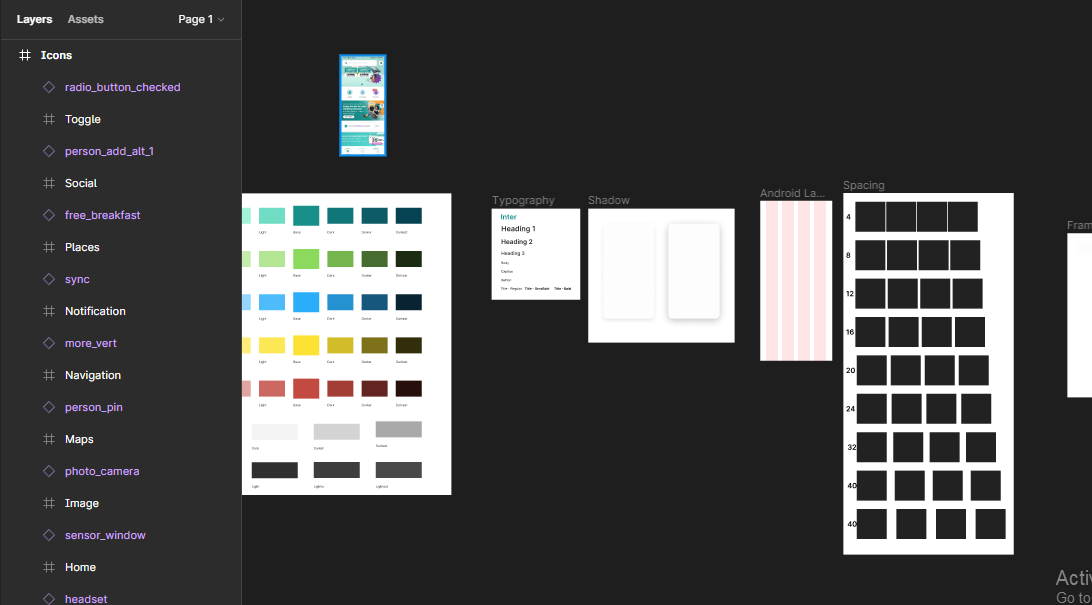 Layers Assets Page 1
Icons
radio_button_checked
Toggle
person_add_alt_1
Social
free_breakfast
Places
sync
Notification
more_vert
Navigation
person_pin
Maps
photo_camera
Image
sensor_window
Home
headset
Light Base Dark Darker Darkest
Light Base Dark Darker Darkest
Light Base Dark Darker Darkest
Light Base Dark Darker Darkest
Light Base Dark Darker Darkest
Dark Darker Darkest
Light Lighter Lightest
Typography
Inter
Heading 1
Heading 2
Heading 3
Body
Caption
Button
Title - Regular Title - SemiBold Title - Bold
Shadow
Android La...
Spacing
4
8
12
16
20
24
32
40
40
Fram
Activ
Go to